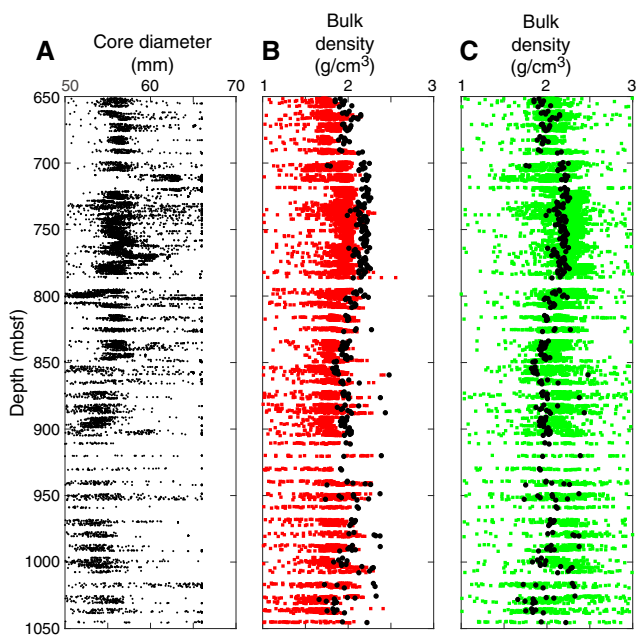 A
Core diameter
(mm)
50 60 70
B
Bulk
density
(g/cm³)
1 2 3
C
Bulk
density
(g/cm³)
1 2 3
Depth (mbsf)
650
700
750
800
850
900
950
1000
1050